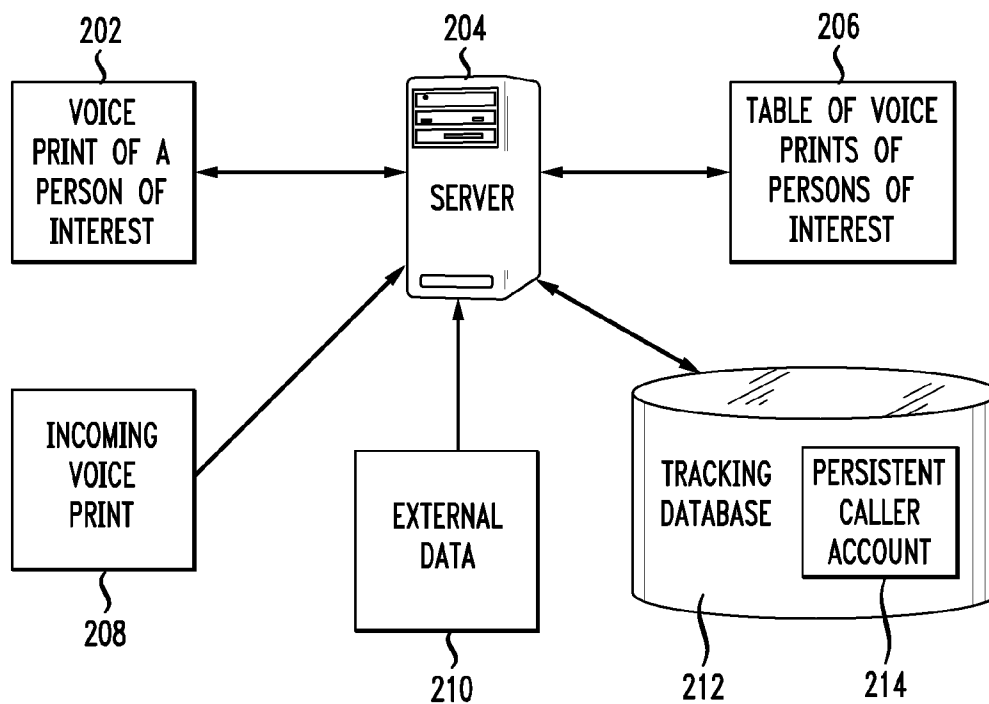 202
204
206
VOICE
PRINT OF A
PERSON OF
INTEREST
SERVER
TABLE OF VOICE
PRINTS OF
PERSONS OF
INTEREST
INCOMING
VOICE
PRINT
EXTERNAL
DATA
TRACKING
DATABASE
PERSISTENT
CALLER
ACCOUNT
208
210
212
214